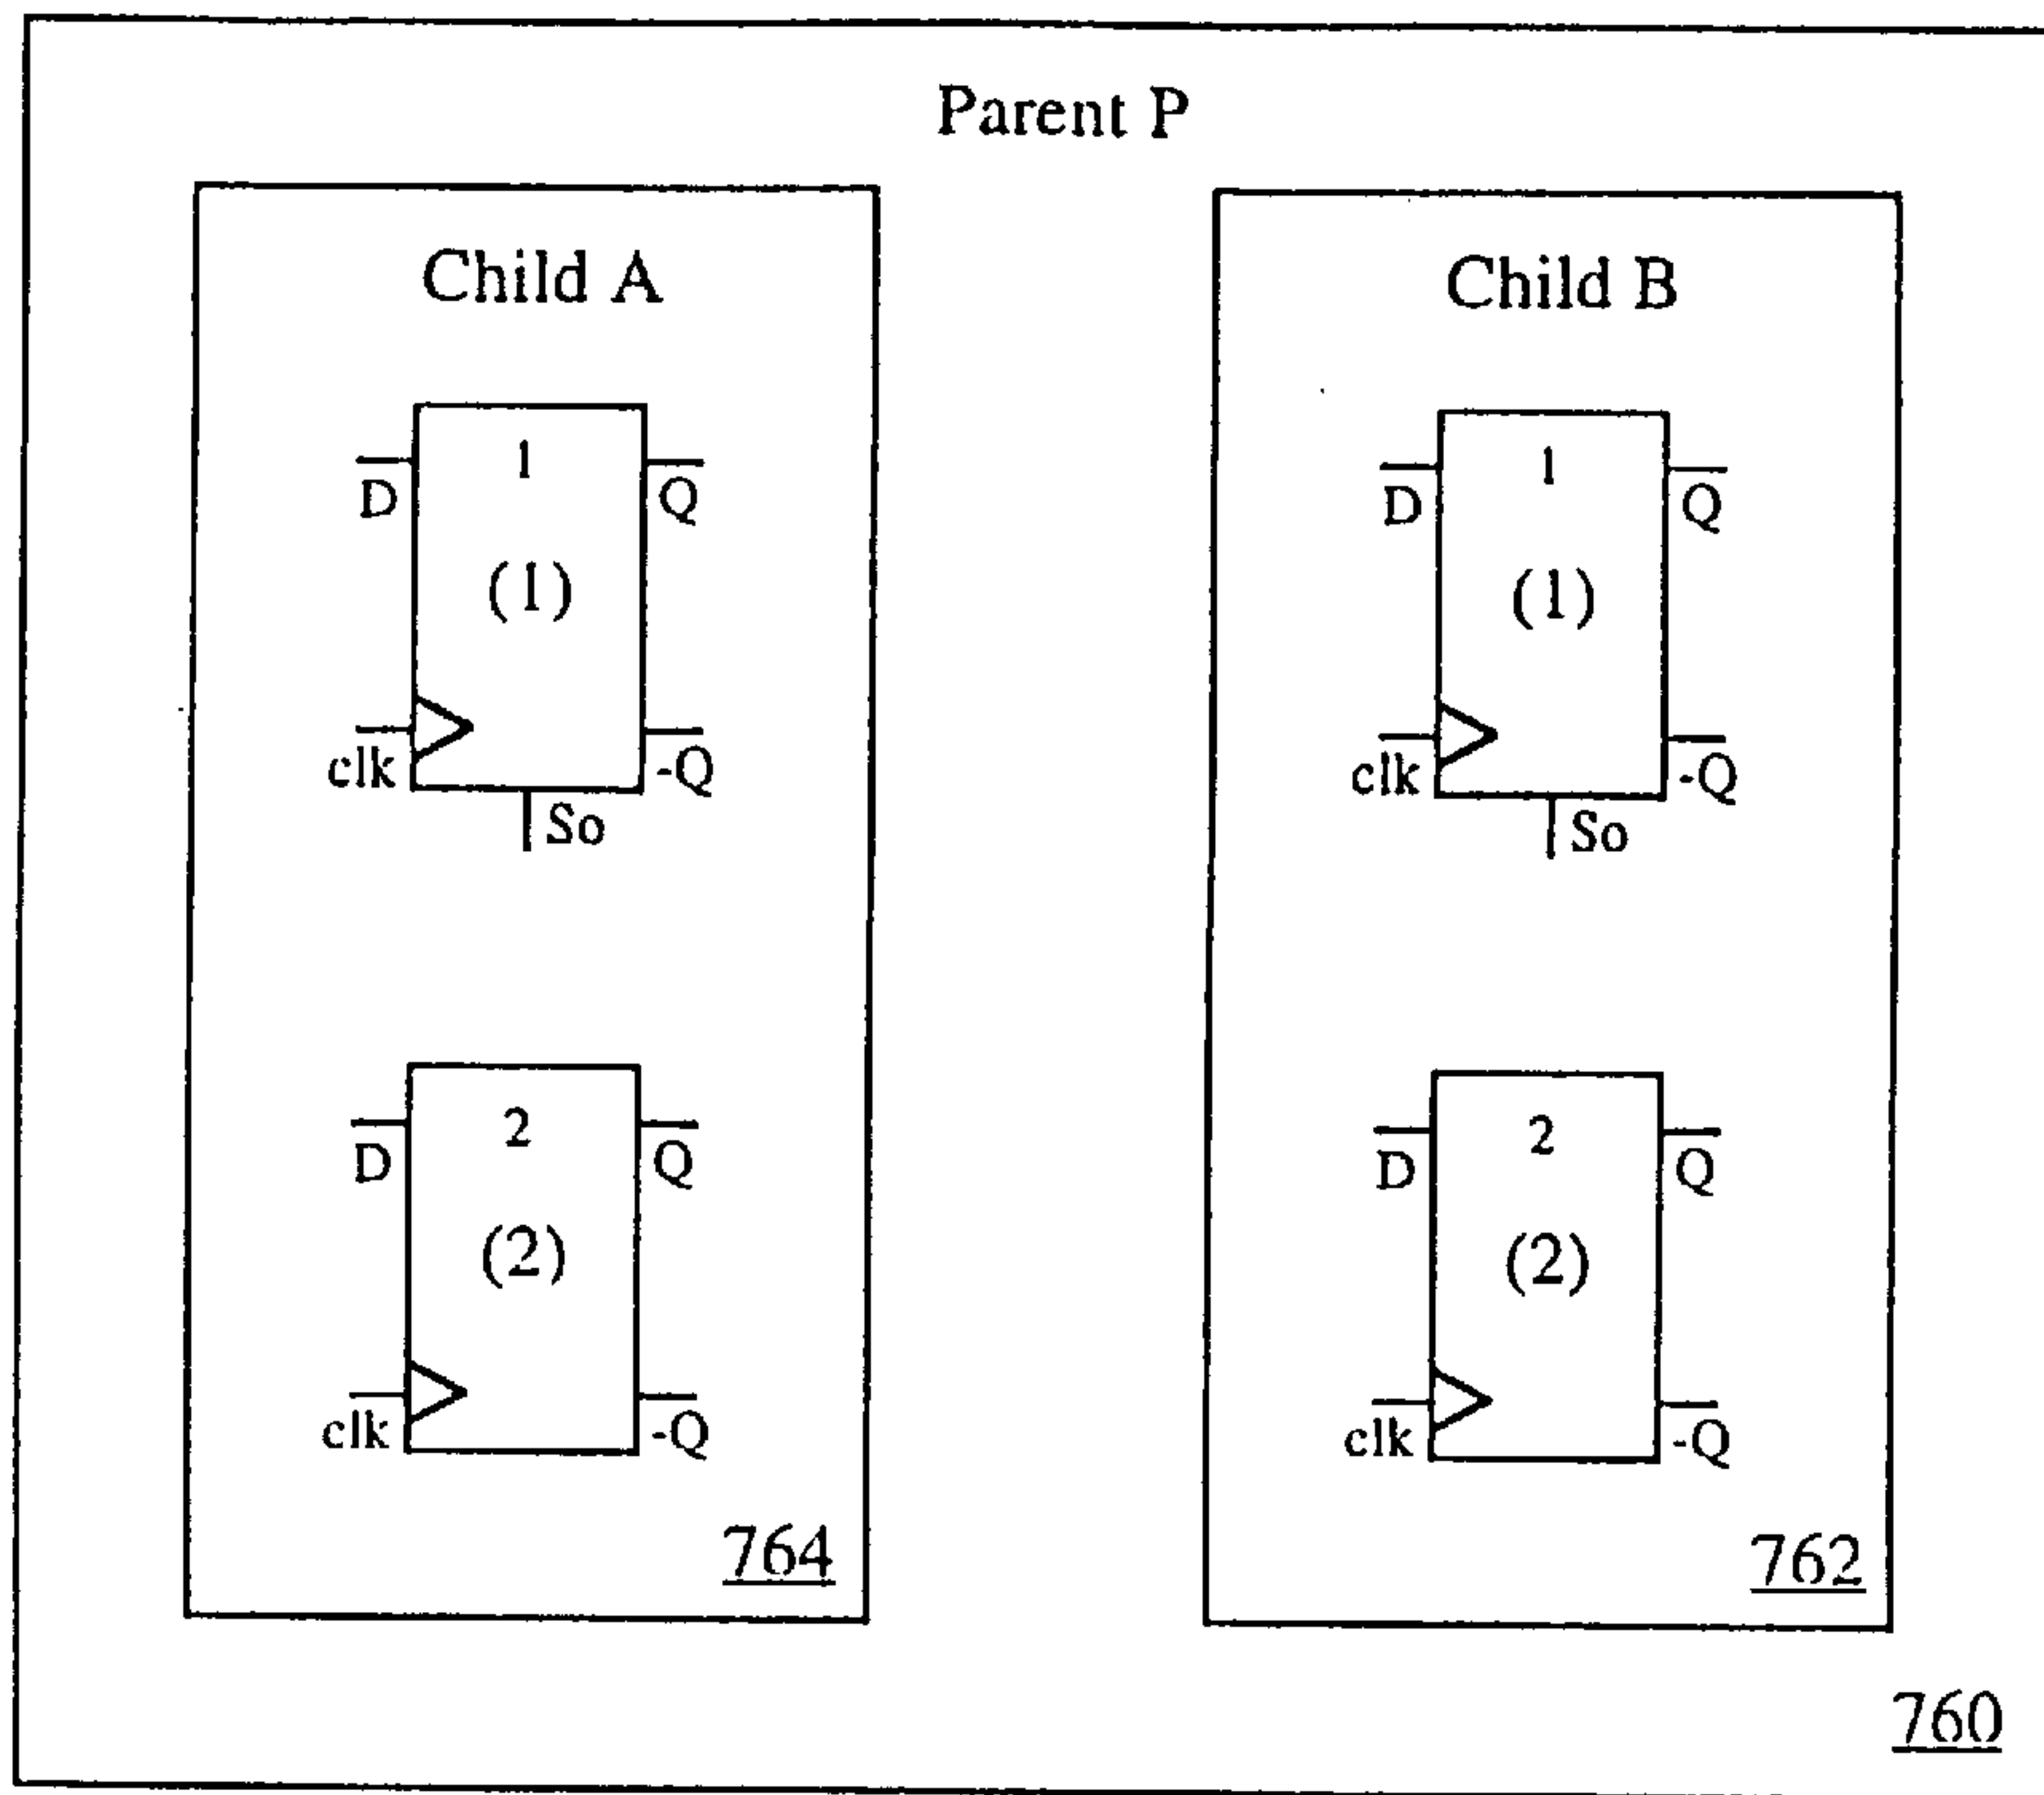 Parent P
Child A
1
D
Q
(1)
clk
-Q
So
2
D
Q
(2)
clk
-Q
764
Child B
1
D
Q
(1)
clk
-Q
So
2
D
Q
(2)
clk
-Q
762
760